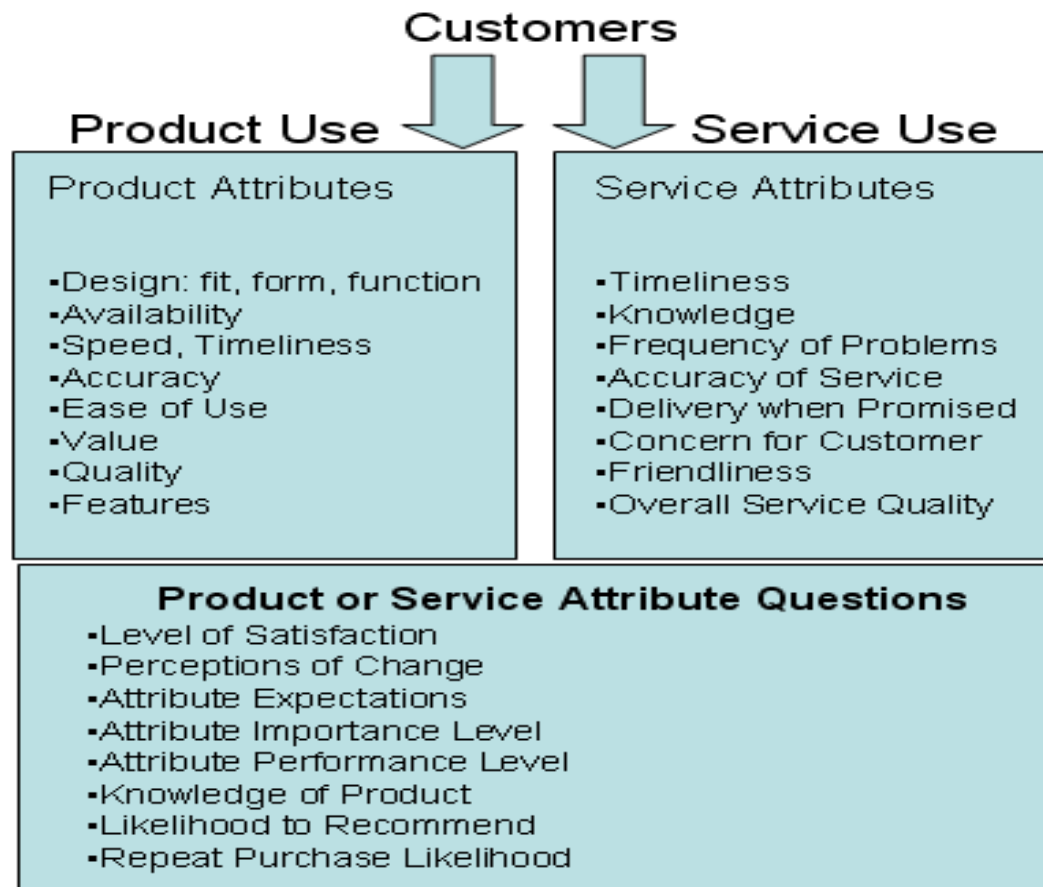 Customers
Product Use
Service Use
Product Attributes
▪Design: fit, form, function
▪Availability
▪Speed, Timeliness
▪Accuracy
▪Ease of Use
▪Value
▪Quality
▪Features
Service Attributes
▪Timeliness
▪Knowledge
▪Frequency of Problems
▪Accuracy of Service
▪Delivery when Promised
▪Concern for Customer
▪Friendliness
▪Overall Service Quality
Product or Service Attribute Questions
▪Level of Satisfaction
▪Perceptions of Change
▪Attribute Expectations
▪Attribute Importance Level
▪Attribute Performance Level
▪Knowledge of Product
▪Likelihood to Recommend
▪Repeat Purchase Likelihood